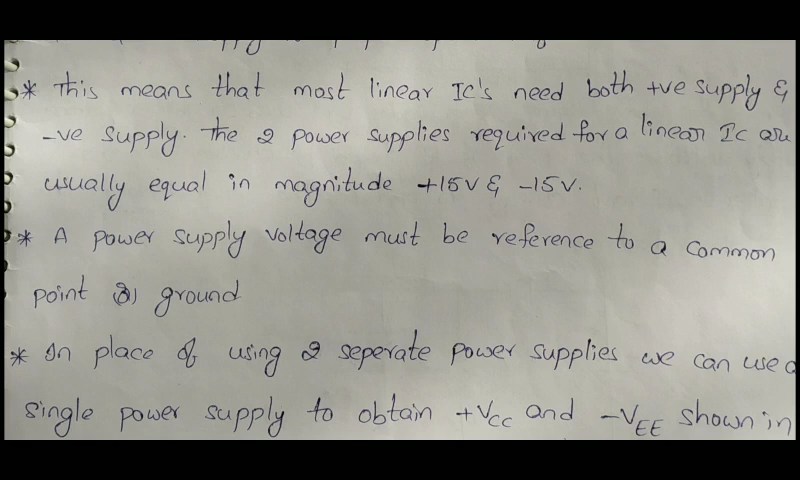 * This means that most linear IC's need both +ve supply &
-ve supply. The 2 power supplies required for a linear IC are
usually equal in magnitude +15V & -15V.
* A power supply voltage must be reference to a common
point (or) ground
* In place of using 2 seperate power supplies we can use a
single power supply to obtain +VCC and -VEE shown in